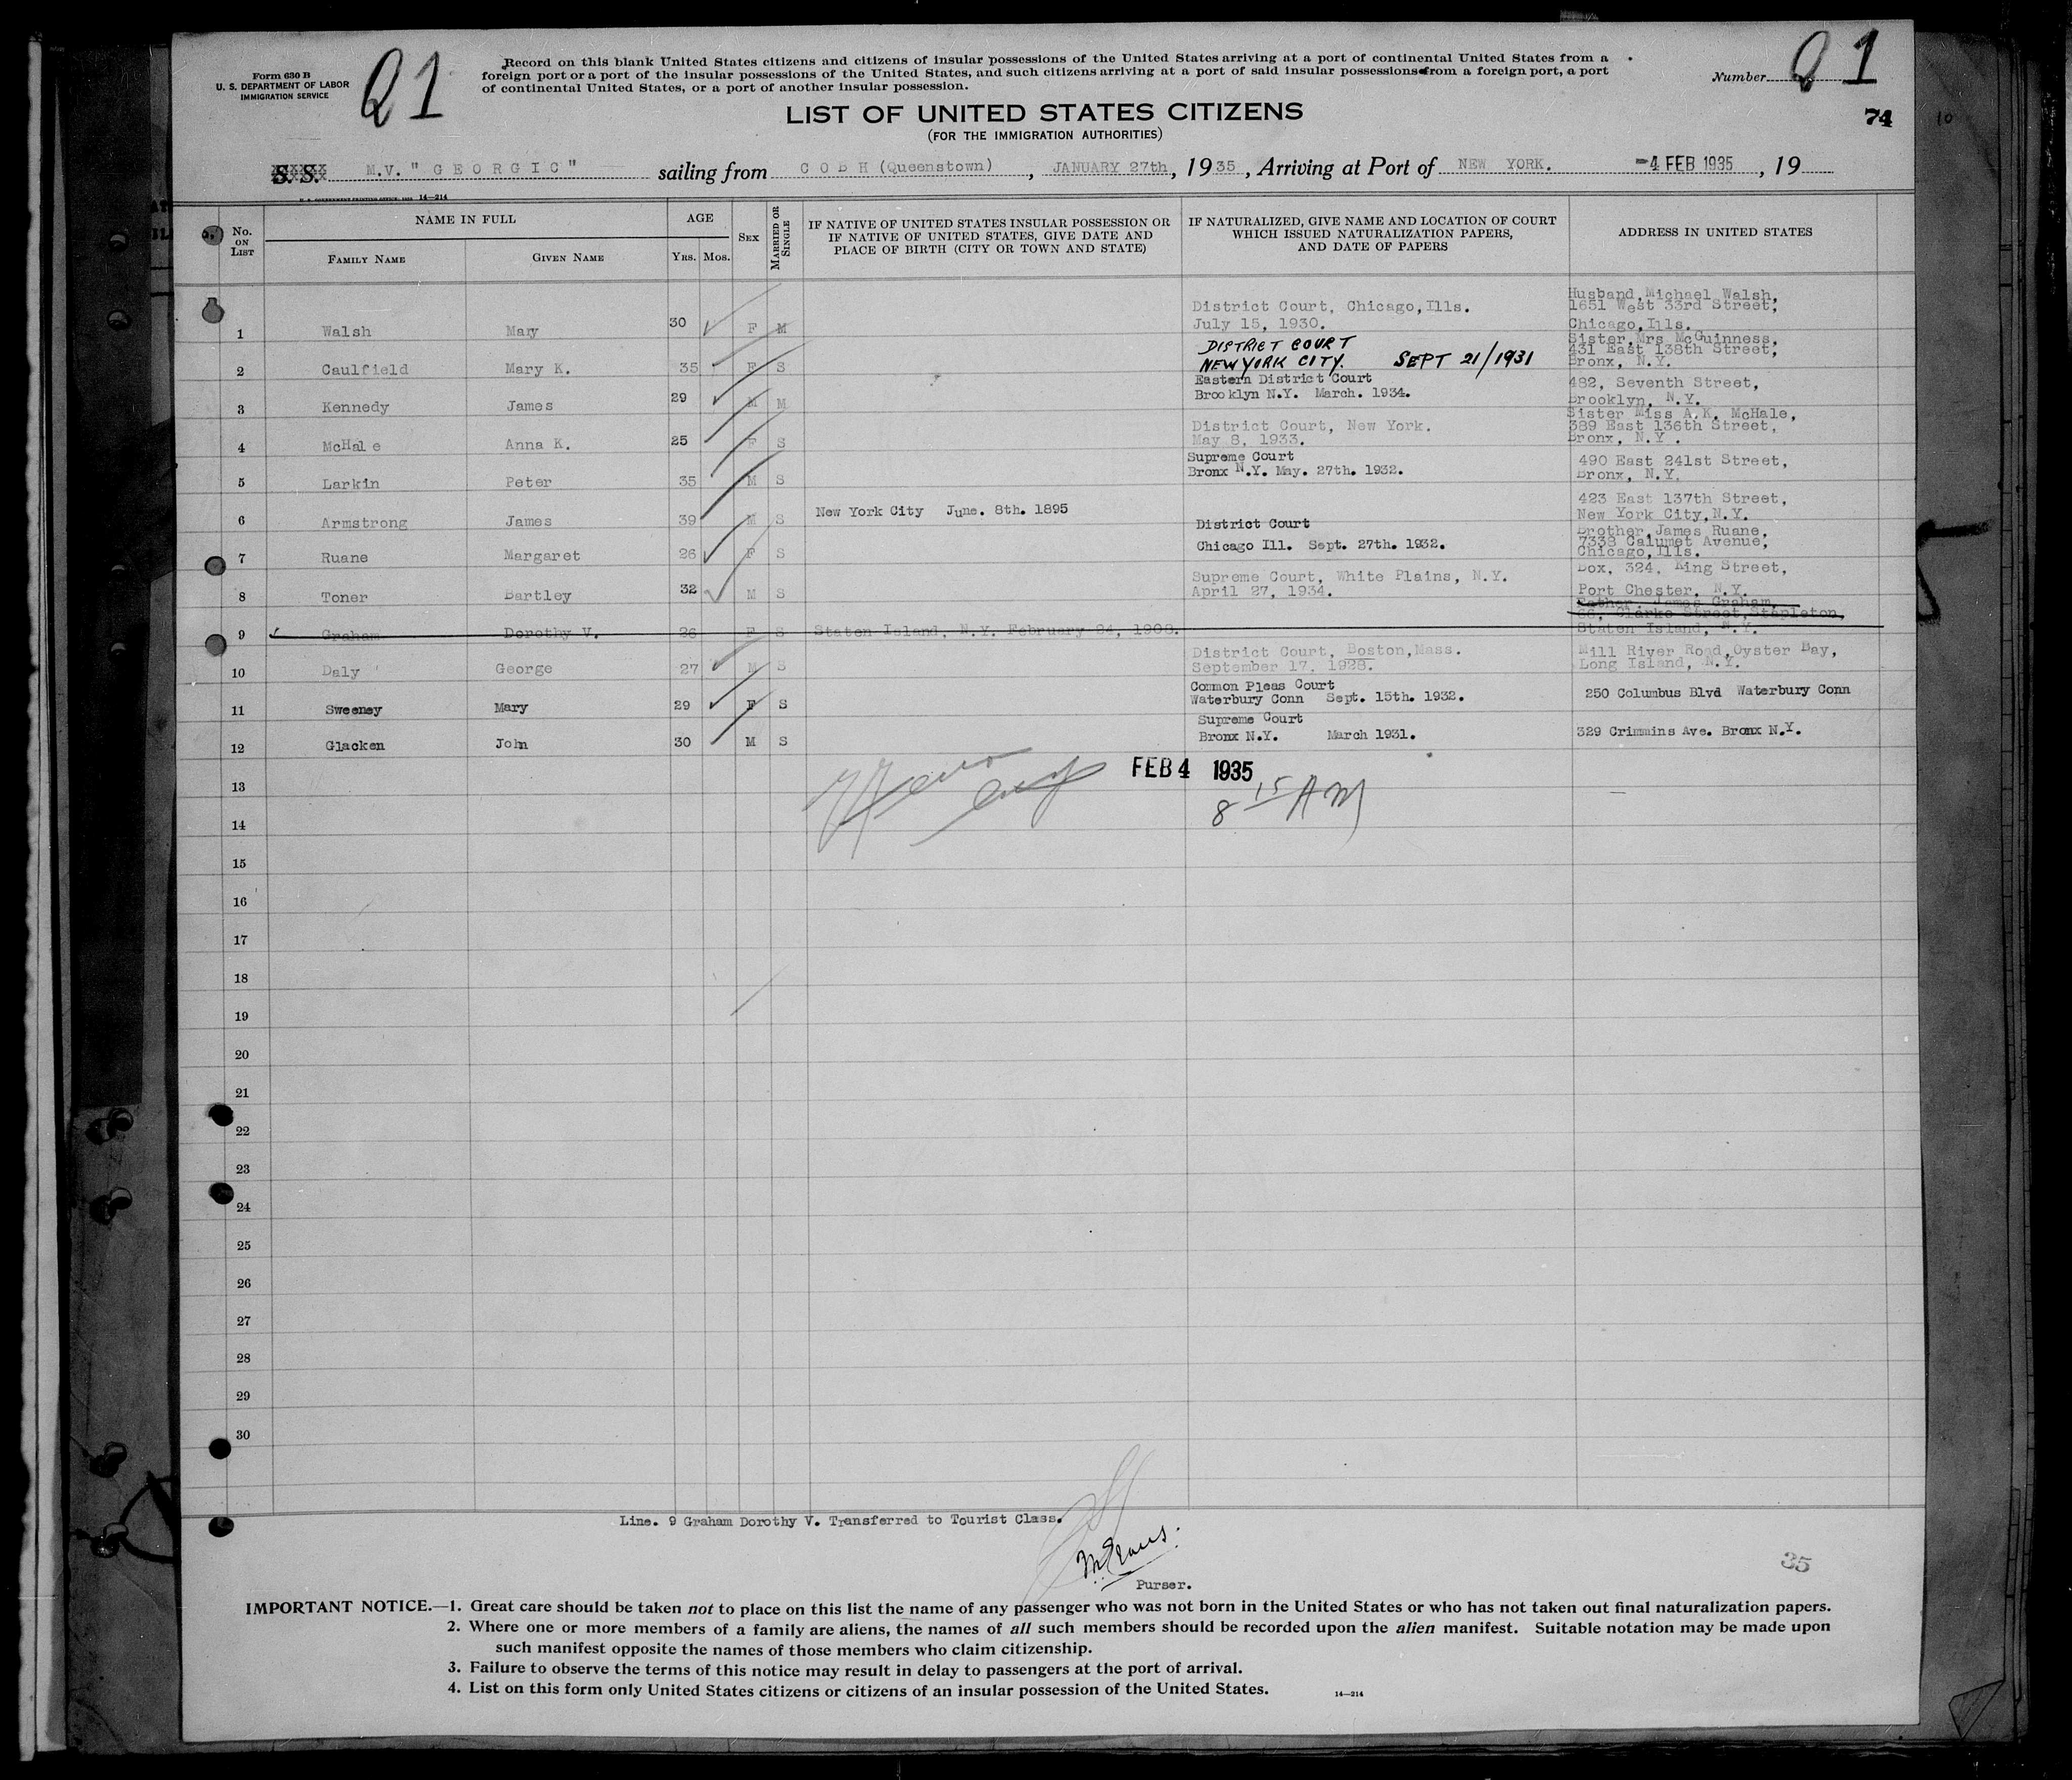 Form 630 B
U. S. DEPARTMENT OF LABOR
IMMIGRATION SERVICE
Q1
Record on this blank United States citizens and citizens of insular possessions of the United States arriving at a port of continental United States from a
foreign port or a port of the insular possessions of the United States, and such citizens arriving at a port of said insular possessions from a foreign port, a port
of continental United States, or a port of another insular possession.
Number Q1
LIST OF UNITED STATES CITIZENS
(FOR THE IMMIGRATION AUTHORITIES)
74
10
S. S. M.V. "GEORGIC" sailing from COBH (Queenstown), JANUARY 27th, 1935, Arriving at Port of NEW YORK. -4 FEB 1935, 19
14-214
No. ON LIST
NAME IN FULL
FAMILY NAME
GIVEN NAME
AGE
YRS. MOS.
SEX
MARRIED OR SINGLE
IF NATIVE OF UNITED STATES INSULAR POSSESSION OR
IF NATIVE OF UNITED STATES, GIVE DATE AND
PLACE OF BIRTH (CITY OR TOWN AND STATE)
IF NATURALIZED, GIVE NAME AND LOCATION OF COURT
WHICH ISSUED NATURALIZATION PAPERS,
AND DATE OF PAPERS
ADDRESS IN UNITED STATES
1 Walsh Mary 30 F M
District Court, Chicago, Ills.
July 15, 1930.
Husband, Michael Walsh,
1651 West 33rd Street,
Chicago, Ills.
2 Caulfield Mary K. 35 F S
DISTRICT COURT
NEW YORK CITY. SEPT 21/1931
Sister, Mrs McGuinness,
431 East 138th Street,
Bronx, N.Y.
3 Kennedy James 29 M M
Eastern District Court
Brooklyn N.Y. March. 1934.
482, Seventh Street,
Brooklyn, N.Y.
4 McHale Anna K. 25 F S
District Court, New York.
May 8, 1933.
Sister Miss A.K. McHale,
389 East 136th Street,
Bronx, N.Y.
5 Larkin Peter 35 M S
Supreme Court
Bronx N.Y. May. 27th. 1932.
490 East 241st Street,
Bronx, N.Y.
6 Armstrong James 39 M S
New York City June. 8th. 1895
423 East 137th Street,
New York City, N.Y.
7 Ruane Margaret 26 F S
District Court
Chicago Ill. Sept. 27th. 1932.
Brother, James Ruane,
7338 Calumet Avenue,
Chicago, Ills.
8 Toner Bartley 32 M S
Supreme Court, White Plains, N.Y.
April 27, 1934.
Box, 324, King Street,
Port Chester, N.Y.
9 Graham Dorothy V. 26 F S
Staten Island, N.Y. February 24, 1908.
Father James Graham
Clarke Street, Stapleton,
Staten Island, N.Y.
10 Daly George 27 M S
District Court, Boston, Mass.
September 17, 1928.
Mill River Road, Oyster Bay,
Long Island, N.Y.
11 Sweeney Mary 29 F S
Common Pleas Court
Waterbury Conn Sept. 15th. 1932.
250 Columbus Blvd Waterbury Conn
12 Glacken John 30 M S
Supreme Court
Bronx N.Y. March 1931.
329 Crimmins Ave. Bronx N.Y.
FEB 4 1935
8 15 AM
13
14
15
16
17
18
19
20
21
22
23
24
25
26
27
28
29
30
Line. 9 Graham Dorothy V. Transferred to Tourist Class.
Purser.
35
IMPORTANT NOTICE.—1. Great care should be taken not to place on this list the name of any passenger who was not born in the United States or who has not taken out final naturalization papers.
2. Where one or more members of a family are aliens, the names of all such members should be recorded upon the alien manifest. Suitable notation may be made upon
such manifest opposite the names of those members who claim citizenship.
3. Failure to observe the terms of this notice may result in delay to passengers at the port of arrival.
4. List on this form only United States citizens or citizens of an insular possession of the United States.
14-214